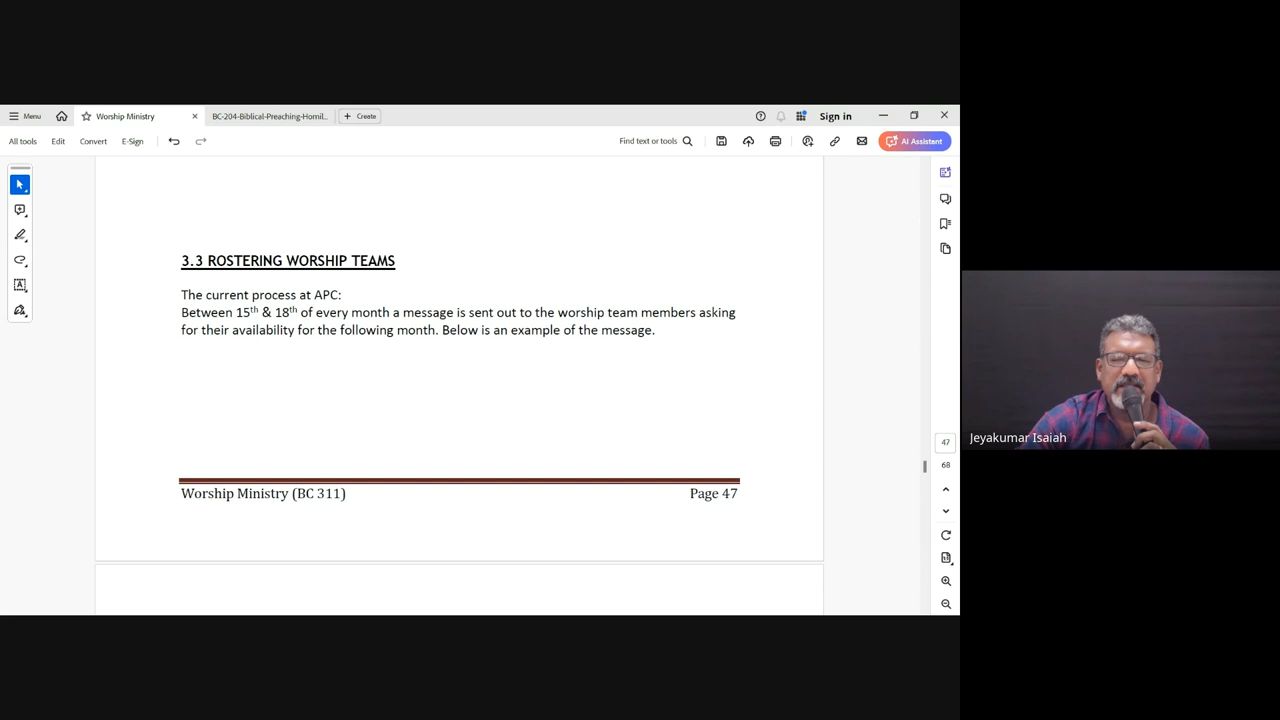 Menu
Worship Ministry
BC-204-Biblical-Preaching-Homil...
Create
Sign in
All tools
Edit
Convert
E-Sign
Find text or tools
AI Assistant
3.3 ROSTERING WORSHIP TEAMS
The current process at APC:
Between 15th & 18th of every month a message is sent out to the worship team members asking
for their availability for the following month. Below is an example of the message.
Worship Ministry (BC 311)
Page 47
47
68
Jeyakumar Isaiah